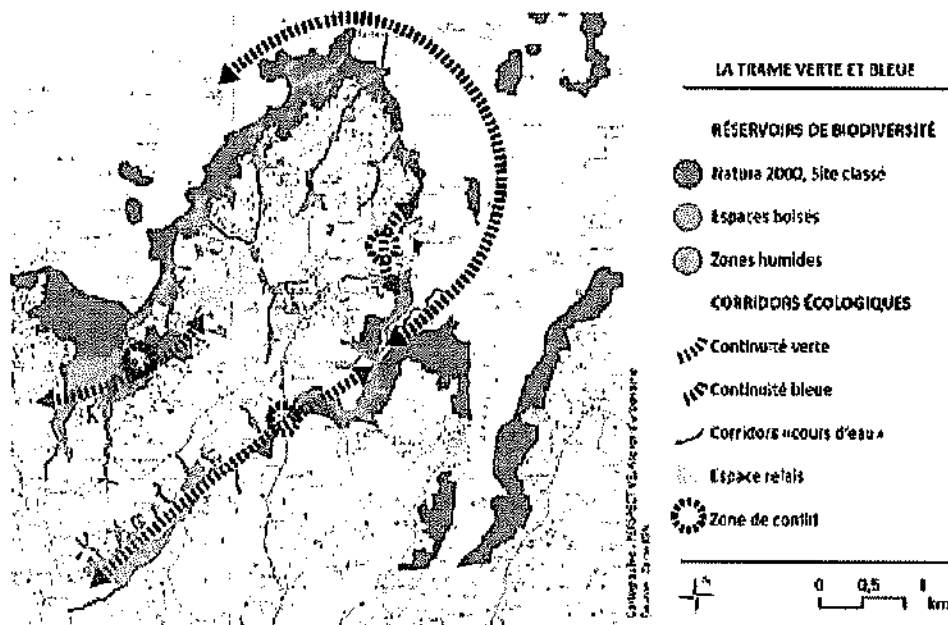 LA TRAME VERTE ET BLEUE
RÉSERVOIRS DE BIODIVERSITÉ
Natura 2000, Site classé
Espaces boisés
Zones humides
CORRIDORS ÉCOLOGIQUES
Continuité verte
Continuité bleue
Corridors «cours d'eau»
Espace relais
Zone de conflit
0 0,5 1
km